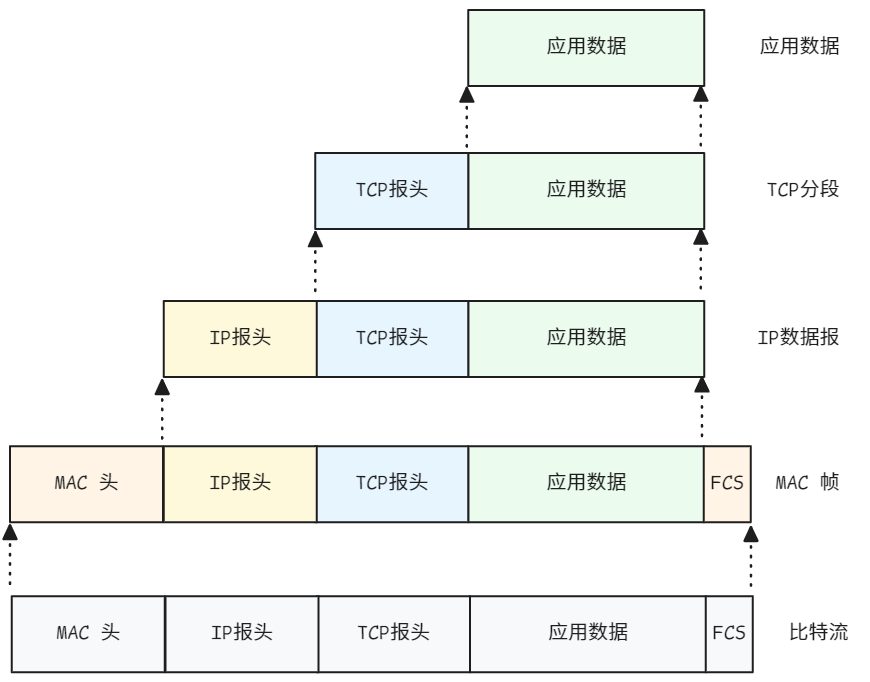 应用数据 应用数据
TCP报头 应用数据 TCP分段
IP报头 TCP报头 应用数据 IP数据报
MAC 头 IP报头 TCP报头 应用数据 FCS MAC 帧
MAC 头 IP报头 TCP报头 应用数据 FCS 比特流